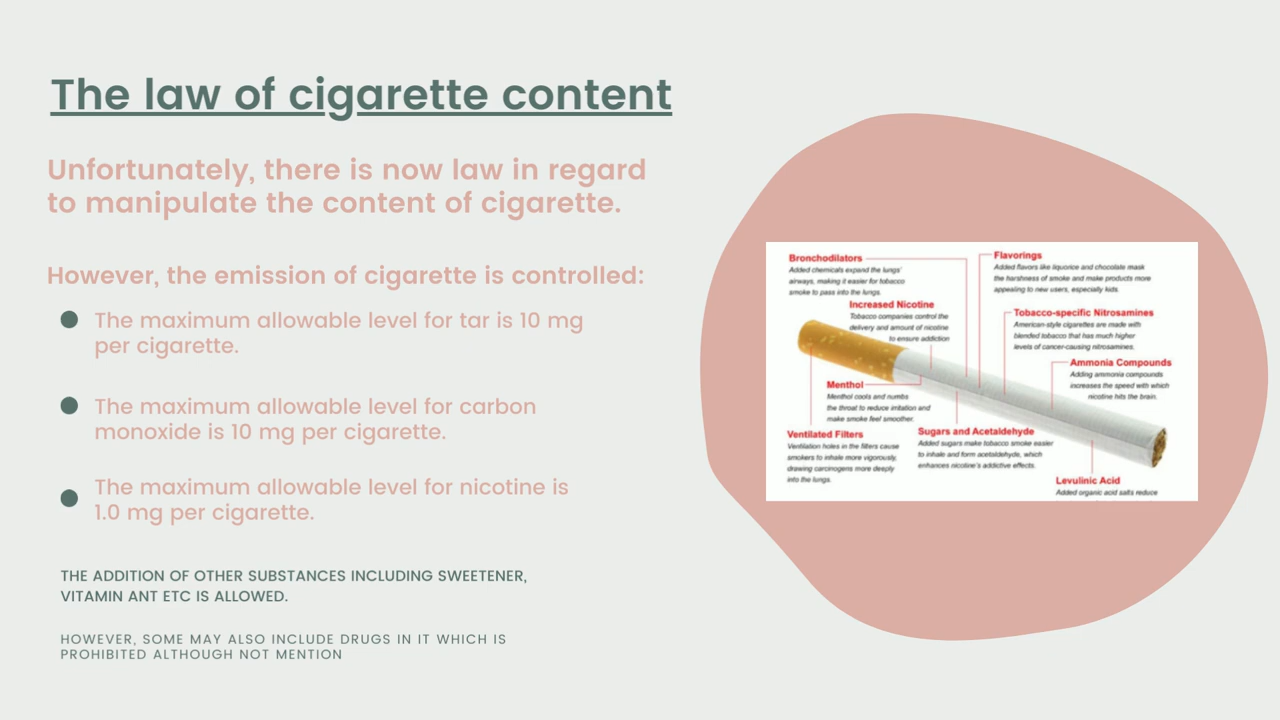 The law of cigarette content
Unfortunately, there is now law in regard
to manipulate the content of cigarette.
However, the emission of cigarette is controlled:
The maximum allowable level for tar is 10 mg
per cigarette.
The maximum allowable level for carbon
monoxide is 10 mg per cigarette.
The maximum allowable level for nicotine is
1.0 mg per cigarette.
THE ADDITION OF OTHER SUBSTANCES INCLUDING SWEETENER,
VITAMIN ANT ETC IS ALLOWED.
HOWEVER, SOME MAY ALSO INCLUDE DRUGS IN IT WHICH IS
PROHIBITED ALTHOUGH NOT MENTION
Bronchodilators
Added chemicals expand the lungs'
airways, making it easier for tobacco
smoke to pass into the lungs.
Flavorings
Added flavors like liquorice and chocolate mask
the harshness of smoke and make products more
appealing to new users, especially kids.
Increased Nicotine
Tobacco companies control the
delivery and amount of nicotine
to ensure addiction
Tobacco-specific Nitrosamines
American-style cigarettes are made with
blended tobacco that has much higher
levels of cancer-causing nitrosamines.
Ammonia Compounds
Adding ammonia compounds
increases the speed with which
nicotine hits the brain.
Menthol
Menthol cools and numbs
the throat to reduce irritation and
make smoke feel smoother.
Ventilated Filters
Ventilation holes in the filters cause
smokers to inhale more vigorously,
drawing carcinogens more deeply
into the lungs.
Sugars and Acetaldehyde
Added sugars make tobacco smoke easier
to inhale and form acetaldehyde, which
enhances nicotine's addictive effects.
Levulinic Acid
Added organic acid salts reduce